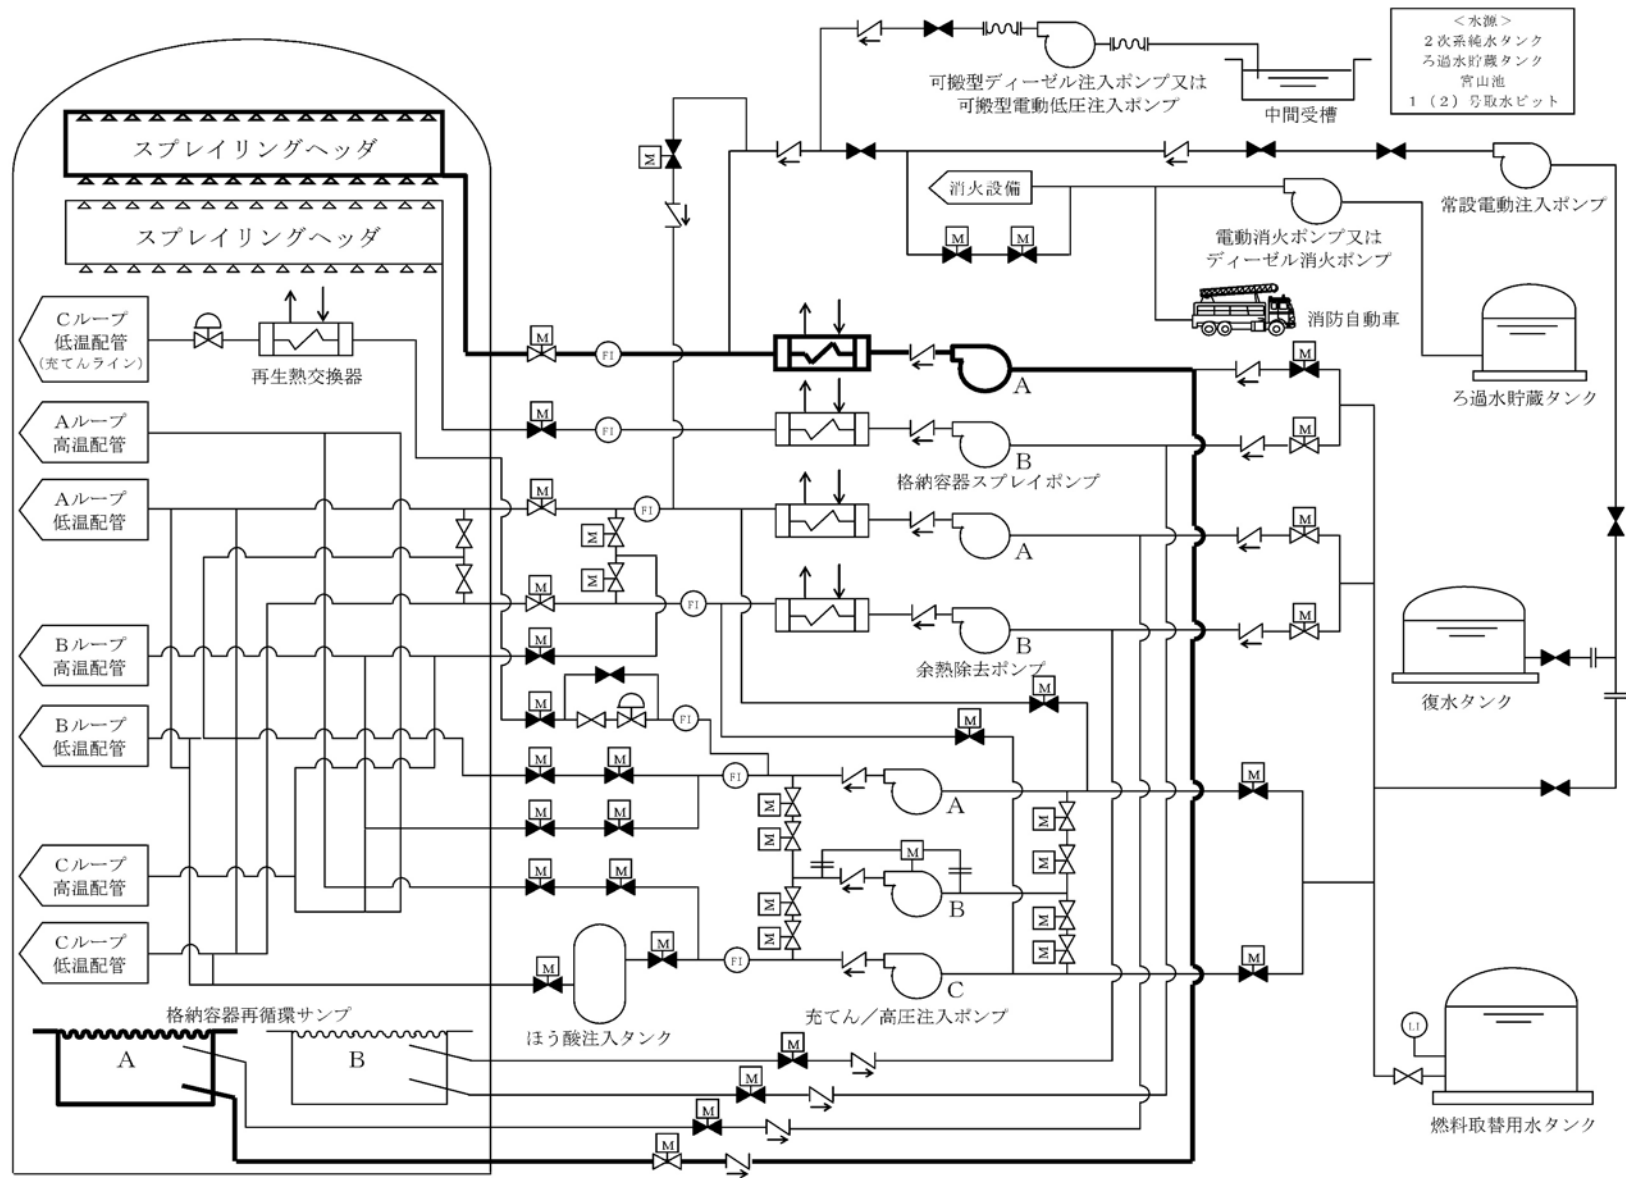 <水源>
2次系純水タンク
ろ過水貯蔵タンク
宮山池
1（2）号取水ピット
可搬型ディーゼル注入ポンプ又は
可搬型電動低圧注入ポンプ
中間受槽
スプレイリングヘッダ
スプレイリングヘッダ
M
消火設備
常設電動注入ポンプ
M
M
電動消火ポンプ又は
ディーゼル消火ポンプ
消防自動車
ろ過水貯蔵タンク
Cループ
低温配管
(充てんライン)
再生熱交換器
M
FI
A
M
Aループ
高温配管
M
FI
B
M
格納容器スプレイポンプ
Aループ
低温配管
M
FI
M
A
M
M
M
FI
B
M
余熱除去ポンプ
Bループ
高温配管
M
復水タンク
Bループ
低温配管
M
FI
M
M
M
M
FI
A
M
M
M
M
M
M
M
Cループ
高温配管
M
M
M
B
M
M
M
M
Cループ
低温配管
M
M
FI
C
M
ほう酸注入タンク
充てん／高圧注入ポンプ
格納容器再循環サンプ
A
B
M
M
M
M
LI
燃料取替用水タンク